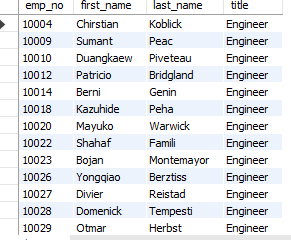 emp_no first_name last_name title
10004 Chirstian Koblick Engineer
10009 Sumant Peac Engineer
10010 Duangkaew Piveteau Engineer
10012 Patricio Bridgland Engineer
10014 Berni Genin Engineer
10018 Kazuhide Peha Engineer
10020 Mayuko Warwick Engineer
10022 Shahaf Famili Engineer
10023 Bojan Montemayor Engineer
10026 Yongqiao Berztiss Engineer
10027 Divier Reistad Engineer
10028 Domenick Tempesti Engineer
10029 Otmar Herbst Engineer